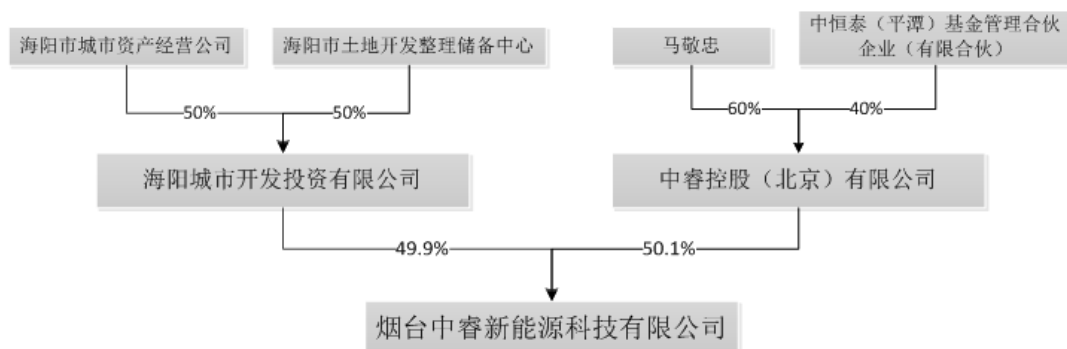 海阳市城市资产经营公司
海阳市土地开发整理储备中心
马敬忠
中恒泰（平潭）基金管理合伙
企业（有限合伙）
50%
50%
60%
40%
海阳城市开发投资有限公司
中睿控股（北京）有限公司
49.9%
50.1%
烟台中睿新能源科技有限公司